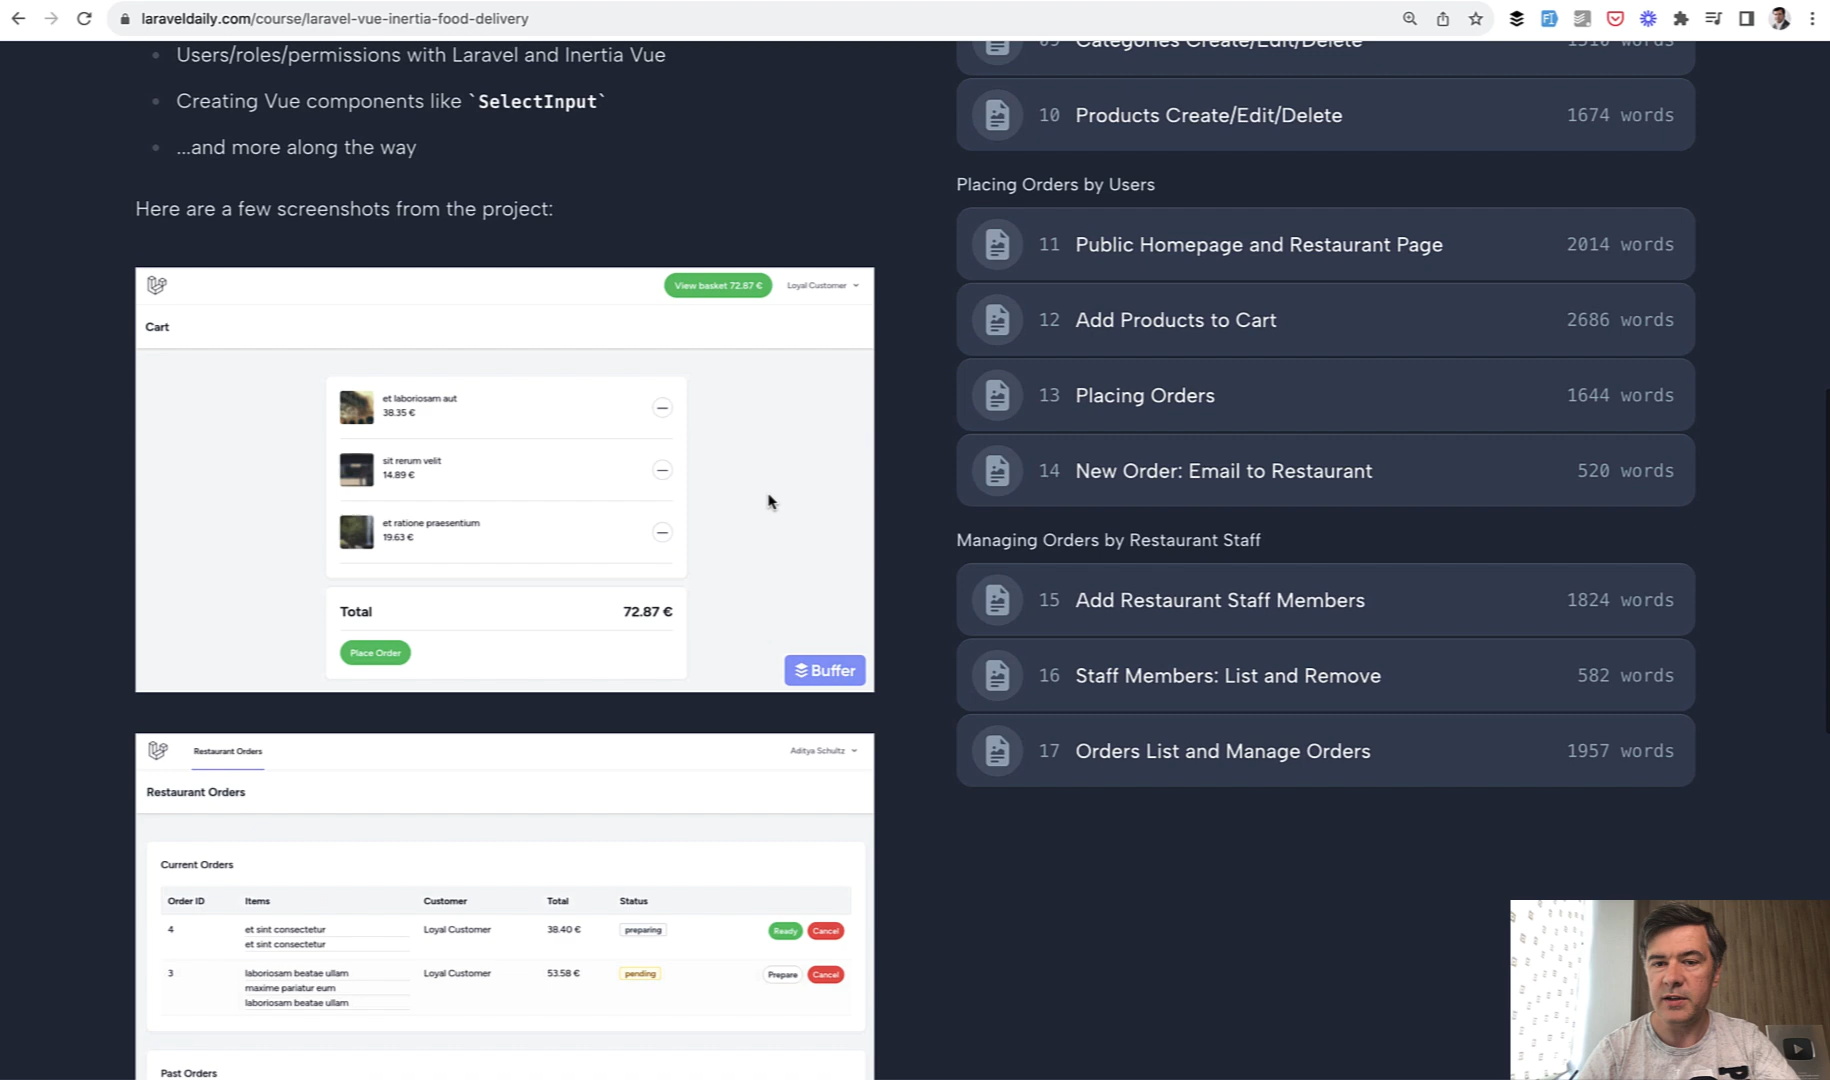 laraveldaily.com/course/laravel-vue-inertia-food-delivery
Users/roles/permissions with Laravel and Inertia Vue
Creating Vue components like `SelectInput`
...and more along the way
Here are a few screenshots from the project:
View basket 72.87 €
Loyal Customer
Cart
et laboriosam aut
38.35 €
sit rerum velit
14.89 €
et ratione praesentium
19.63 €
Total 72.87 €
Place Order
Buffer
Restaurant Orders
Aditya Schultz
Restaurant Orders
Current Orders
Order ID Items Customer Total Status
4 et sint consectetur Loyal Customer 38.40 € preparing Ready Cancel
et sint consectetur
3 laboriosam beatae ullam Loyal Customer 53.58 € pending Prepare Cancel
maxime pariatur eum
laboriosam beatae ullam
Past Orders
09 Categories Create/Edit/Delete 1310 words
10 Products Create/Edit/Delete 1674 words
Placing Orders by Users
11 Public Homepage and Restaurant Page 2014 words
12 Add Products to Cart 2686 words
13 Placing Orders 1644 words
14 New Order: Email to Restaurant 520 words
Managing Orders by Restaurant Staff
15 Add Restaurant Staff Members 1824 words
16 Staff Members: List and Remove 582 words
17 Orders List and Manage Orders 1957 words